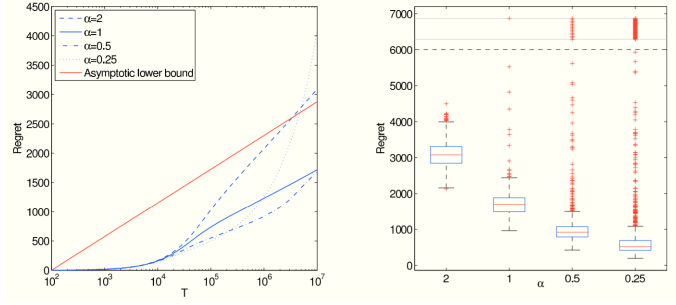 4500
4000
3500
3000
2500
2000
1500
1000
500
0
Regret
α=2
α=1
α=0.5
α=0.25
Asymptotic lower bound
10^2 10^3 10^4 10^5 10^6 10^7
T
7000
6000
5000
4000
3000
2000
1000
0
Regret
2 1 0.5 0.25
α